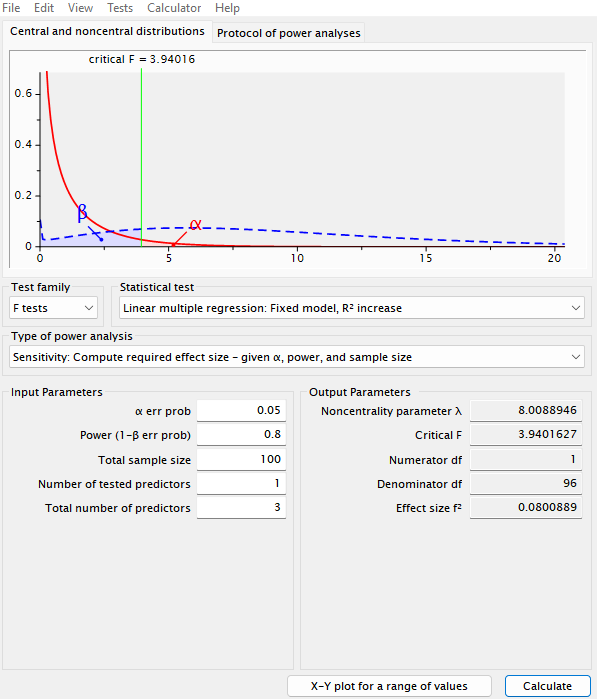 File Edit View Tests Calculator Help
Central and noncentral distributions Protocol of power analyses
critical F = 3.94016
0.6
0.4
0.2
0
β
α
0 5 10 15 20
Test family Statistical test
F tests Linear multiple regression: Fixed model, R² increase
Type of power analysis
Sensitivity: Compute required effect size – given α, power, and sample size
Input Parameters Output Parameters
α err prob 0.05 Noncentrality parameter λ 8.0088946
Power (1-β err prob) 0.8 Critical F 3.9401627
Total sample size 100 Numerator df 1
Number of tested predictors 1 Denominator df 96
Total number of predictors 3 Effect size f² 0.0800889
X-Y plot for a range of values Calculate